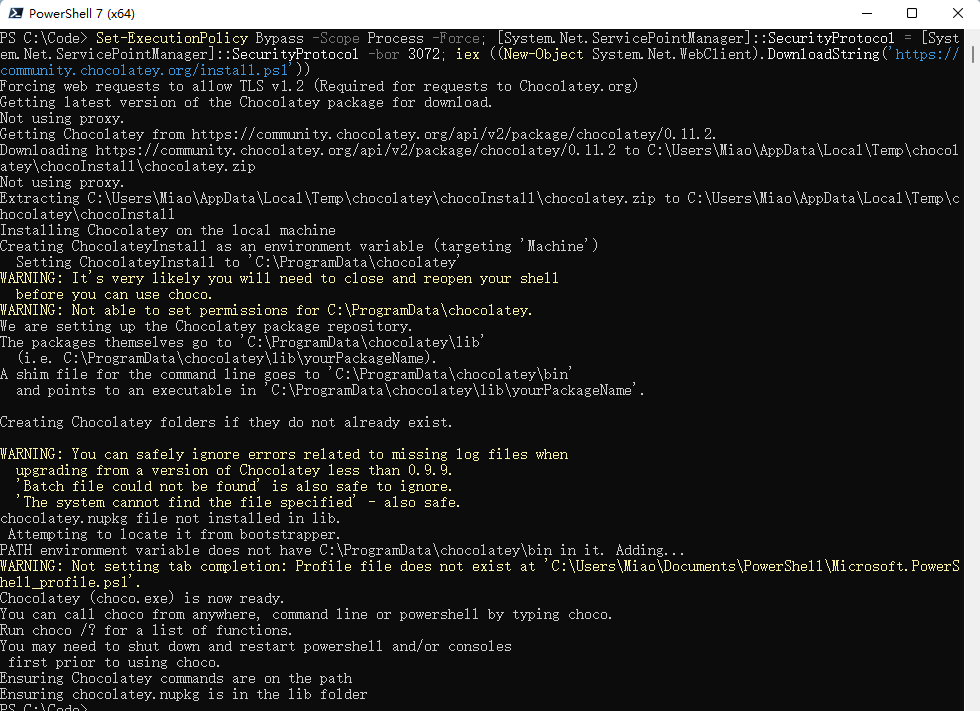 PowerShell 7 (x64)
PS C:\Code> Set-ExecutionPolicy Bypass -Scope Process -Force; [System.Net.ServicePointManager]::SecurityProtocol = [Syst
em.Net.ServicePointManager]::SecurityProtocol -bor 3072; iex ((New-Object System.Net.WebClient).DownloadString('https://
community.chocolatey.org/install.ps1'))
Forcing web requests to allow TLS v1.2 (Required for requests to Chocolatey.org)
Getting latest version of the Chocolatey package for download.
Not using proxy.
Getting Chocolatey from https://community.chocolatey.org/api/v2/package/chocolatey/0.11.2.
Downloading https://community.chocolatey.org/api/v2/package/chocolatey/0.11.2 to C:\Users\Miao\AppData\Local\Temp\chocol
atey\chocoInstall\chocolatey.zip
Not using proxy.
Extracting C:\Users\Miao\AppData\Local\Temp\chocolatey\chocoInstall\chocolatey.zip to C:\Users\Miao\AppData\Local\Temp\c
hocolatey\chocoInstall
Installing Chocolatey on the local machine
Creating ChocolateyInstall as an environment variable (targeting 'Machine')
  Setting ChocolateyInstall to 'C:\ProgramData\chocolatey'
WARNING: It's very likely you will need to close and reopen your shell
  before you can use choco.
WARNING: Not able to set permissions for C:\ProgramData\chocolatey.
We are setting up the Chocolatey package repository.
The packages themselves go to 'C:\ProgramData\chocolatey\lib'
  (i.e. C:\ProgramData\chocolatey\lib\yourPackageName).
A shim file for the command line goes to 'C:\ProgramData\chocolatey\bin'
  and points to an executable in 'C:\ProgramData\chocolatey\lib\yourPackageName'.
Creating Chocolatey folders if they do not already exist.
WARNING: You can safely ignore errors related to missing log files when
  upgrading from a version of Chocolatey less than 0.9.9.
  'Batch file could not be found' is also safe to ignore.
  'The system cannot find the file specified' - also safe.
chocolatey.nupkg file not installed in lib.
 Attempting to locate it from bootstrapper.
PATH environment variable does not have C:\ProgramData\chocolatey\bin in it. Adding...
WARNING: Not setting tab completion: Profile file does not exist at 'C:\Users\Miao\Documents\PowerShell\Microsoft.PowerS
hell_profile.ps1'.
Chocolatey (choco.exe) is now ready.
You can call choco from anywhere, command line or powershell by typing choco.
Run choco /? for a list of functions.
You may need to shut down and restart powershell and/or consoles
 first prior to using choco.
Ensuring Chocolatey commands are on the path
Ensuring chocolatey.nupkg is in the lib folder
PS C:\Code>